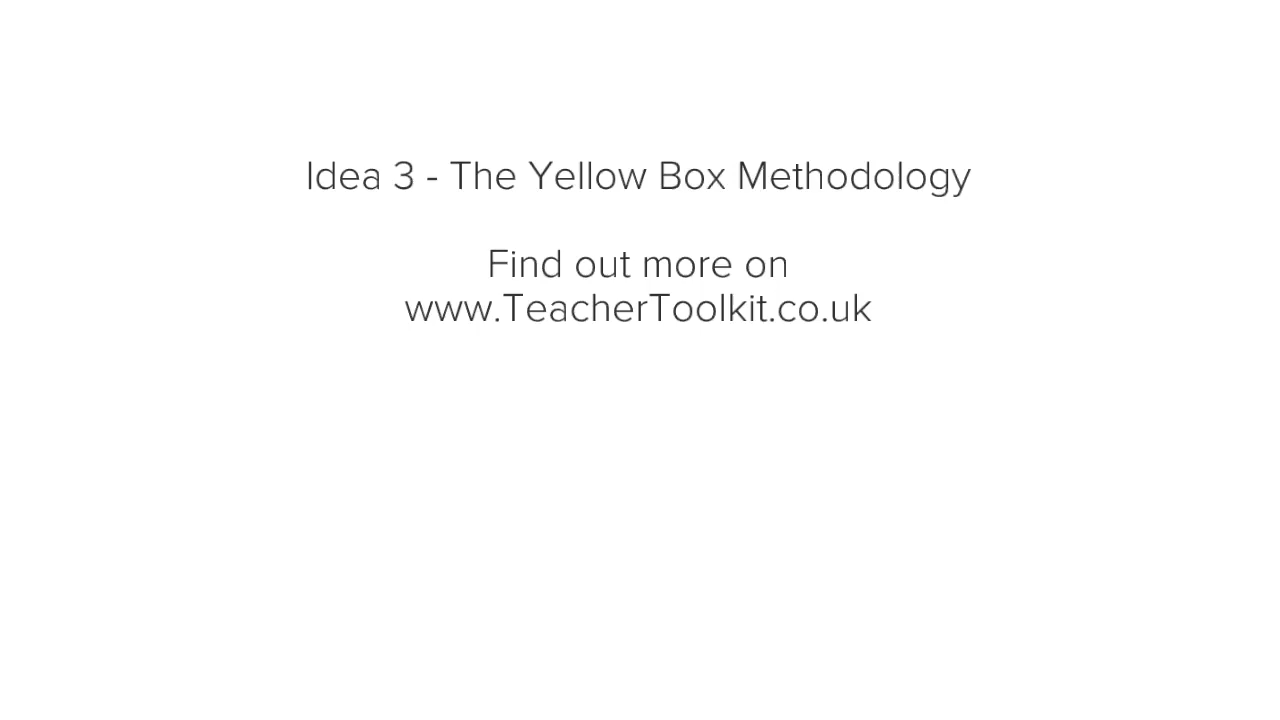 Idea 3 - The Yellow Box Methodology
Find out more on
www.TeacherToolkit.co.uk